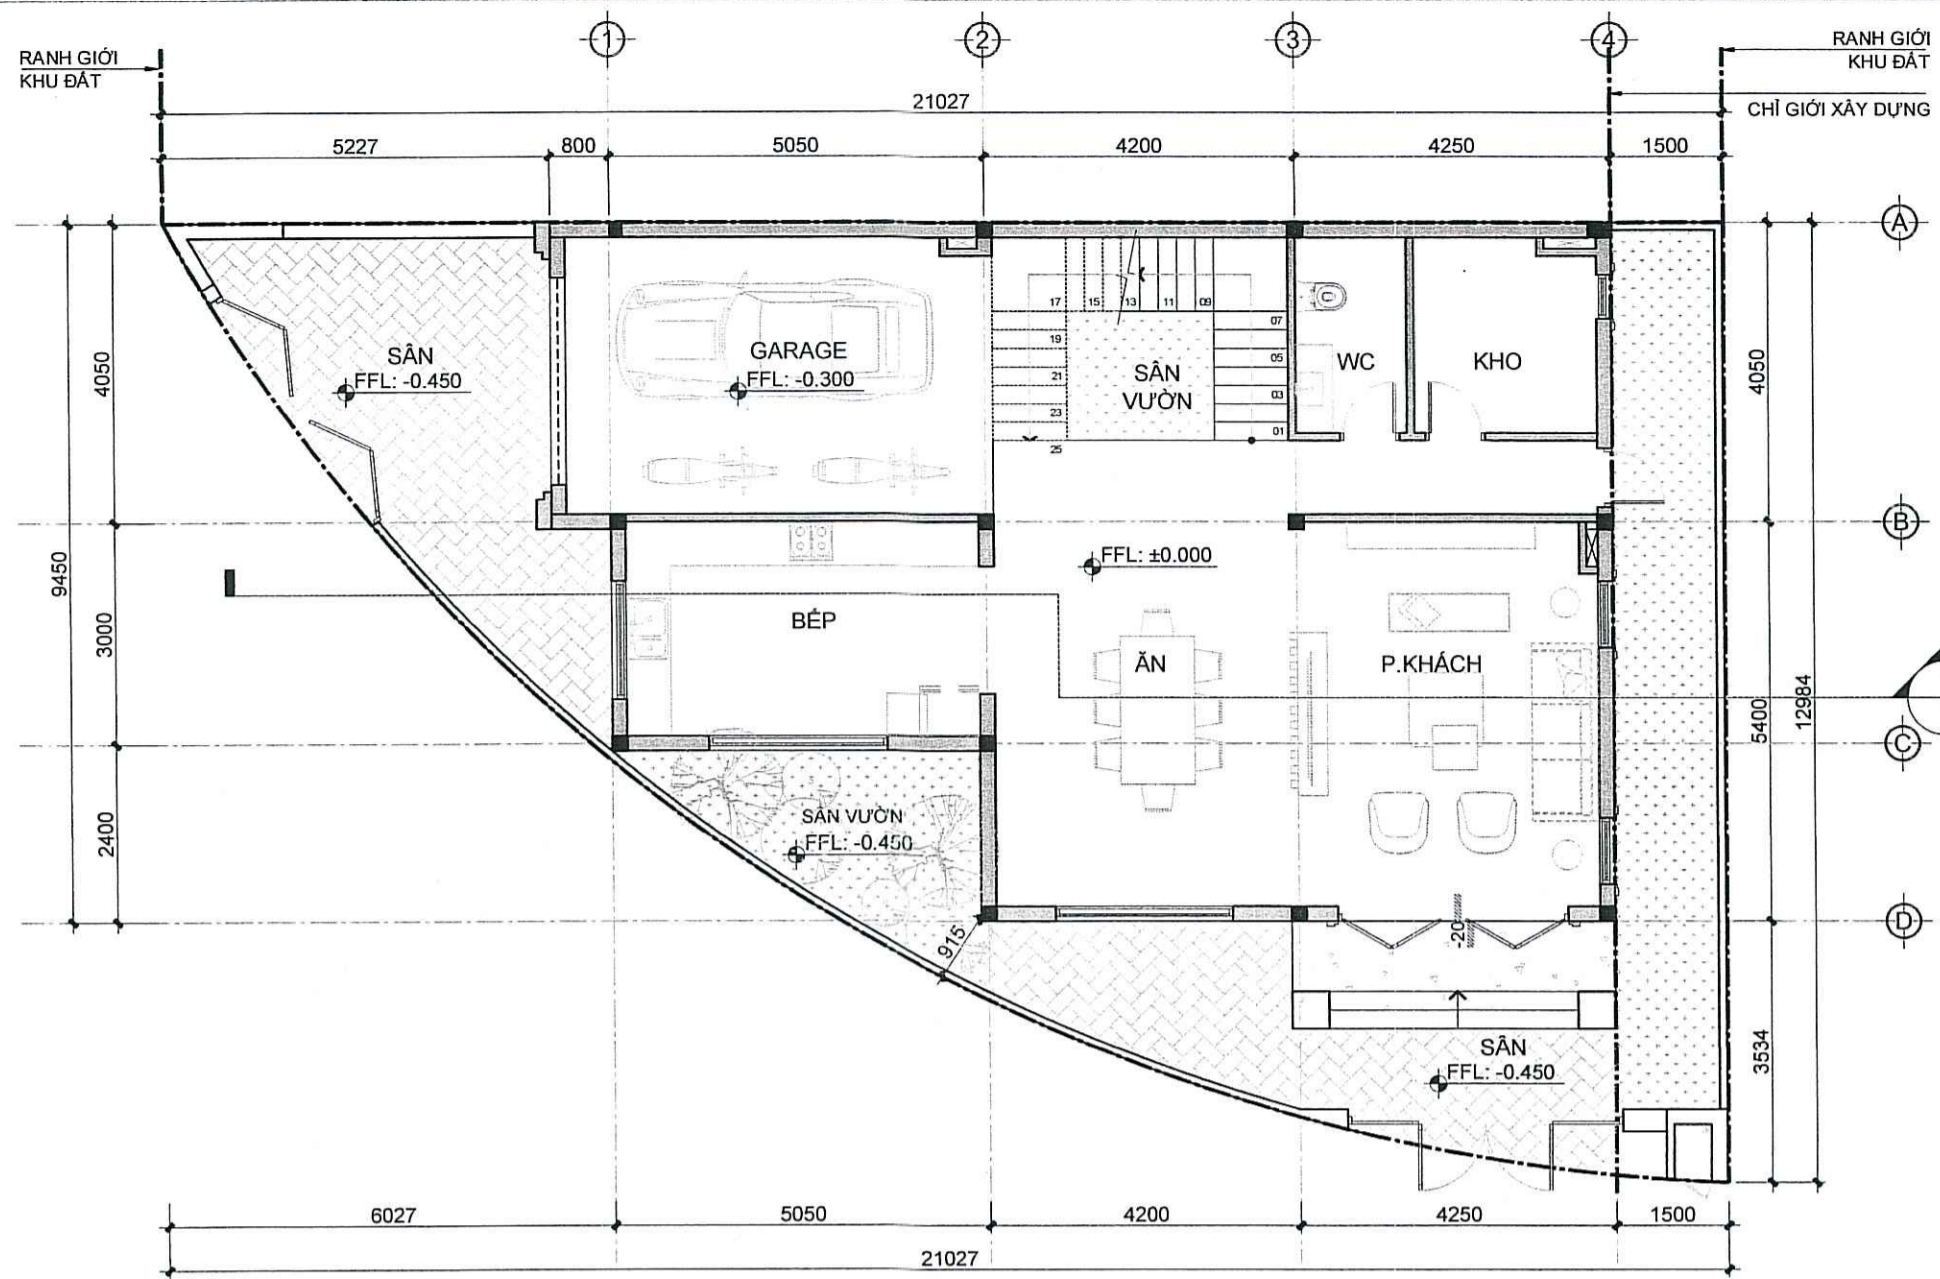 1
2
3
4
RANH GIỚI
KHU ĐẤT
RANH GIỚI
KHU ĐẤT
21027
CHỈ GIỚI XÂY DỰNG
5227
800
5050
4200
4250
1500
A
17
15
13
11
09
07
19
05
21
03
23
01
25
SÂN
FFL: -0.450
GARAGE
FFL: -0.300
SÂN
VƯỜN
WC
KHO
4050
4050
B
FFL: ±0.000
9450
3000
BẾP
ĂN
P.KHÁCH
12984
5400
C
2400
SÂN VƯỜN
FFL: -0.450
D
915
-20
3534
SÂN
FFL: -0.450
6027
5050
4200
4250
1500
21027